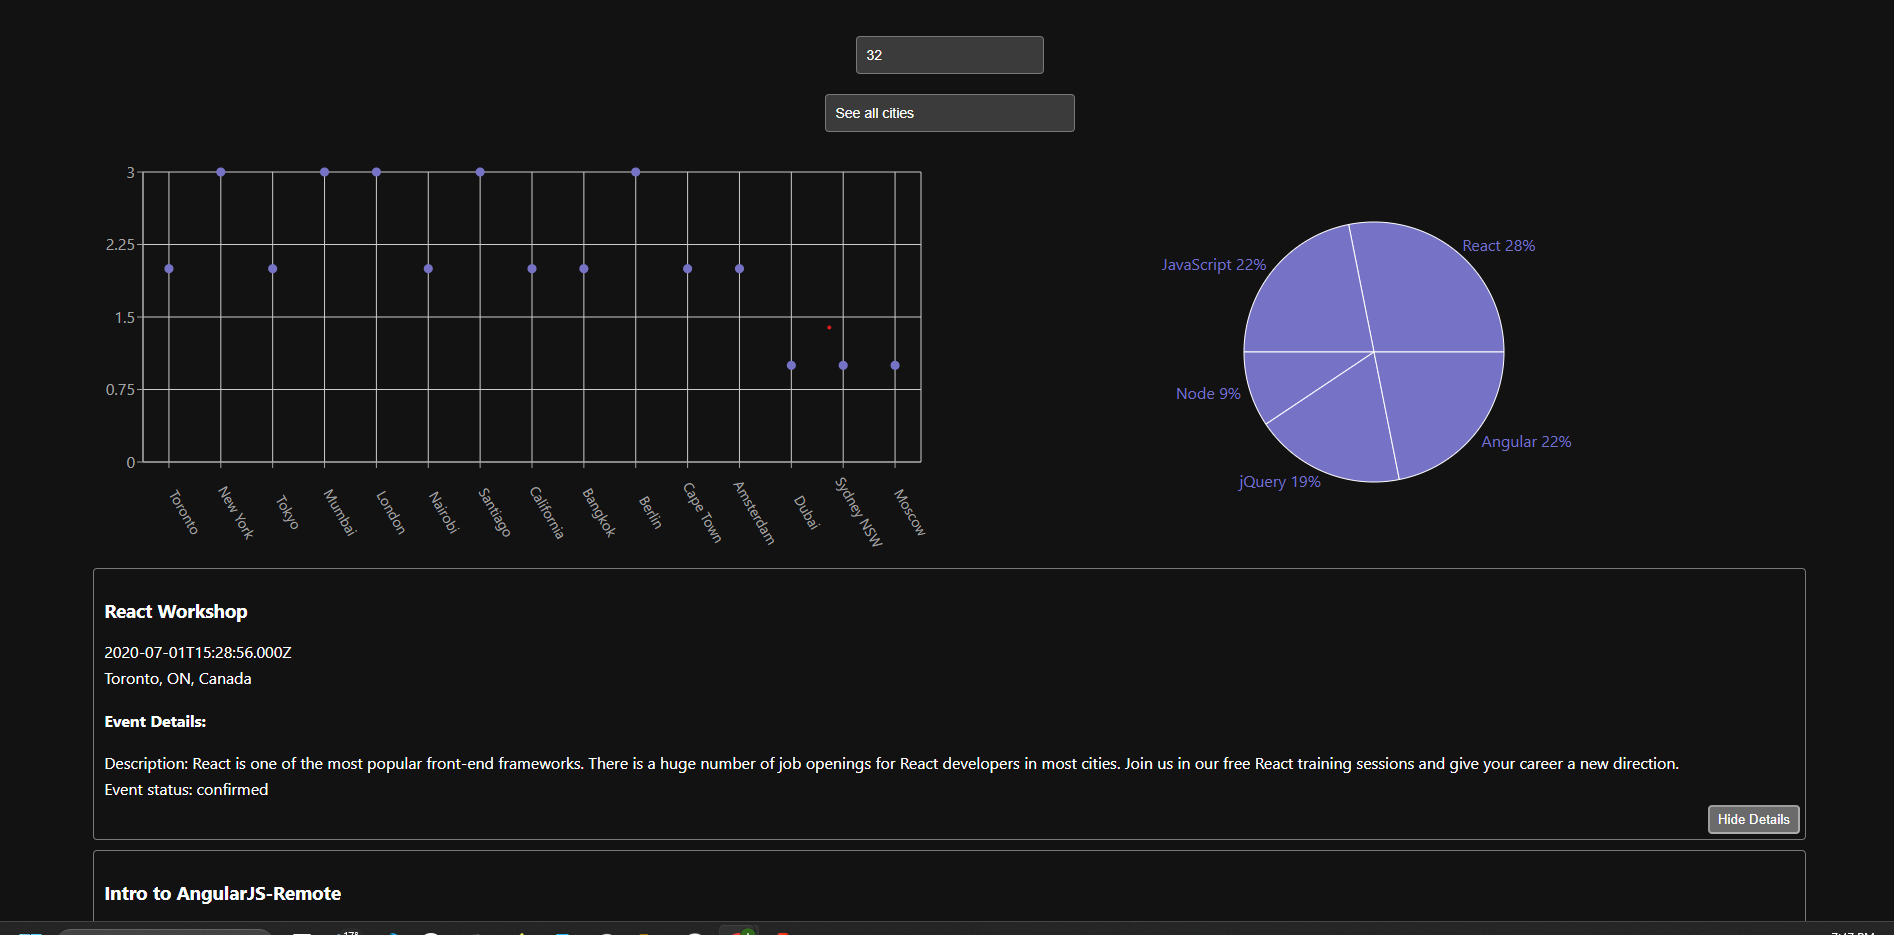 32
See all cities
3
2.25
1.5
0.75
0
Toronto
New York
Tokyo
Mumbai
London
Nairobi
Santiago
California
Bangkok
Berlin
Cape Town
Amsterdam
Dubai
Sydney NSW
Moscow
React 28%
JavaScript 22%
Node 9%
Angular 22%
jQuery 19%
React Workshop
2020-07-01T15:28:56.000Z
Toronto, ON, Canada
Event Details:
Description: React is one of the most popular front-end frameworks. There is a huge number of job openings for React developers in most cities. Join us in our free React training sessions and give your career a new direction.
Event status: confirmed
Hide Details
Intro to AngularJS-Remote